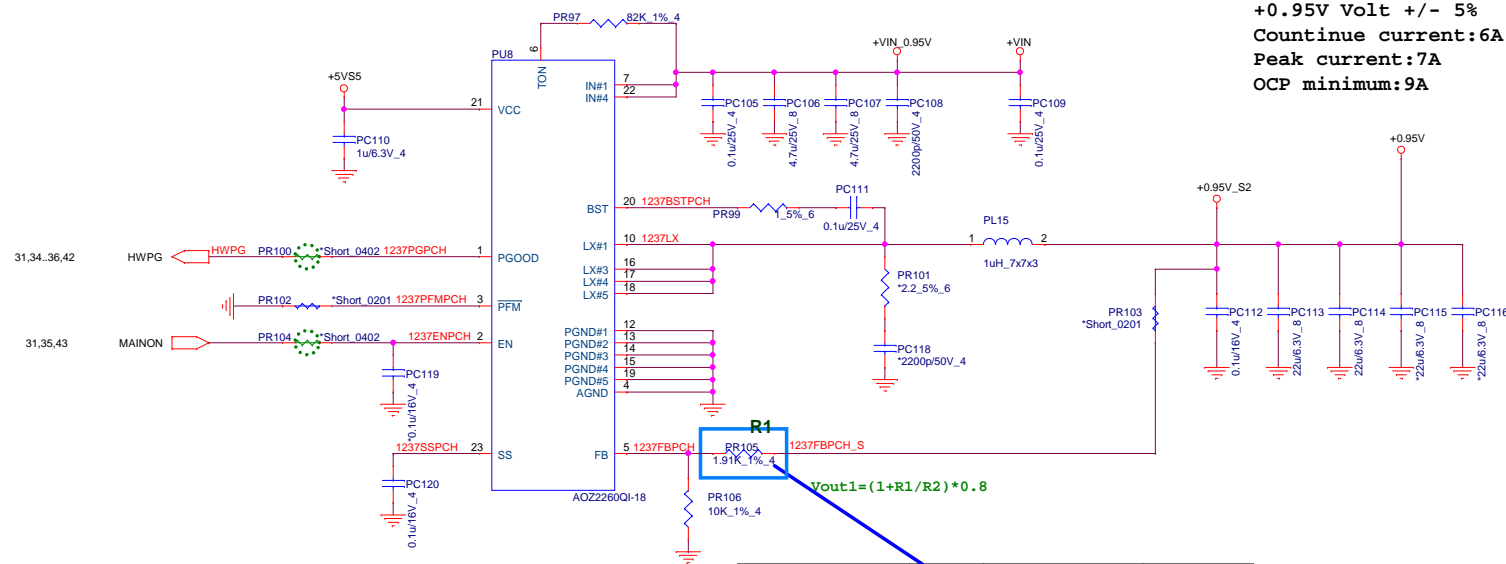 +0.95V Volt +/- 5%
Countinue current:6A
Peak current:7A
OCP minimum:9A
PR97
82K_1%_4
+VIN_0.95V
+VIN
PU8
6
TON
+5VS5
21
VCC
IN#1
7
IN#4
22
PC110
1u/6.3V_4
PC105
0.1u/25V_4
PC106
4.7u/25V_8
PC107
4.7u/25V_8
PC108
2200p/50V_4
PC109
0.1u/25V_4
+0.95V
+0.95V_S2
BST
20
1237BSTPCH
PR99
1_5%_6
PC111
0.1u/25V_4
PL15
1
2
1uH_7x7x3
LX#1
10
1237LX
LX#3
16
LX#4
17
LX#5
18
31,34..36,42
HWPG
HWPG
PR100
*Short_0402
1237PGPCH
1
PGOOD
PR102
*Short_0201
1237PFMPCH
3
PFM
31,35,43
MAINON
PR104
*Short_0402
1237ENPCH
2
EN
PR101
*2.2_5%_6
PC118
*2200p/50V_4
PGND#1
12
PGND#2
13
PGND#3
14
PGND#4
15
PGND#5
19
AGND
4
PR103
*Short_0201
PC112
0.1u/16V_4
PC113
22u/6.3V_8
PC114
22u/6.3V_8
PC115
*22u/6.3V_8
PC116
*22u/6.3V_8
PC119
*0.1u/16V_4
1237SSPCH
23
SS
PC120
0.1u/16V_4
FB
5
1237FBPCH
R1
PR105
1.91K_1%_4
1237FBPCH_S
Vout1=(1+R1/R2)*0.8
AOZ2260QI-18
PR106
10K_1%_4